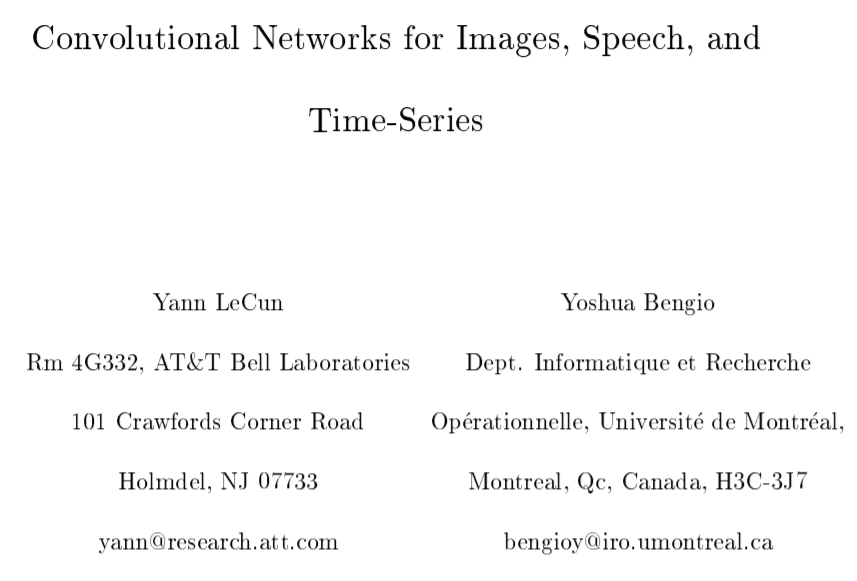 Convolutional Networks for Images, Speech, and
Time-Series
Yann LeCun
Rm 4G332, AT&T Bell Laboratories
101 Crawfords Corner Road
Holmdel, NJ 07733
yann@research.att.com
Yoshua Bengio
Dept. Informatique et Recherche
Opérationnelle, Université de Montréal,
Montreal, Qc, Canada, H3C-3J7
bengioy@iro.umontreal.ca